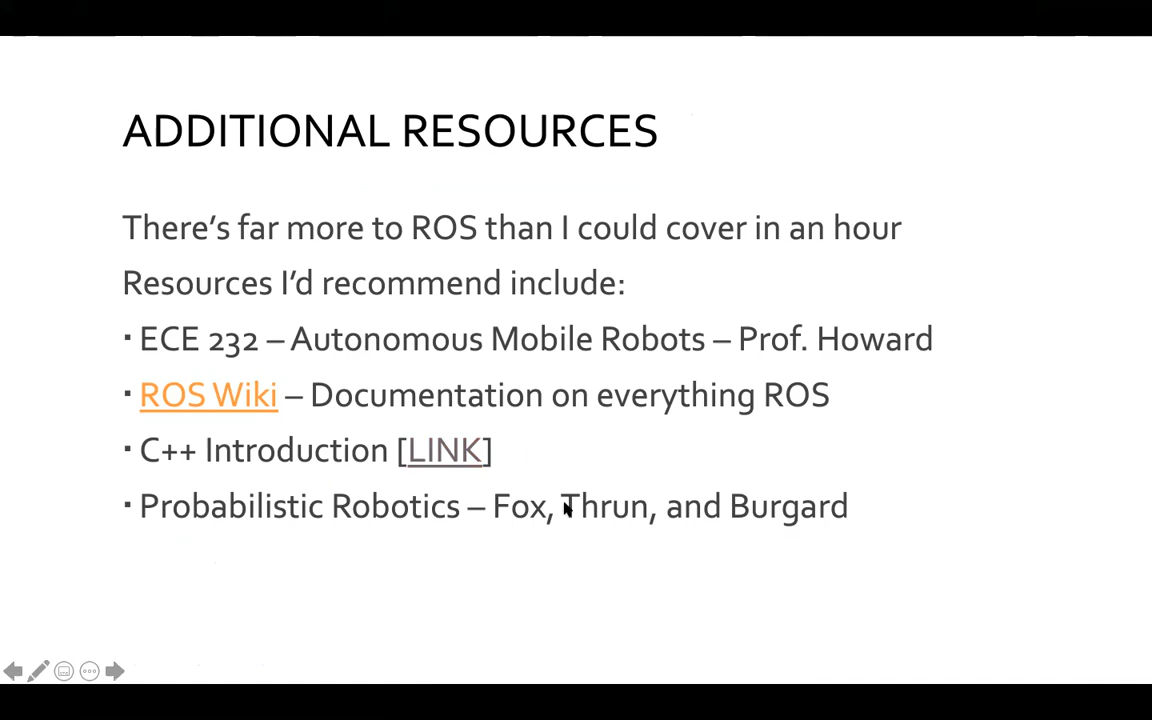 ADDITIONAL RESOURCES
There’s far more to ROS than I could cover in an hour
Resources I’d recommend include:
▪ ECE 232 – Autonomous Mobile Robots – Prof. Howard
▪ ROS Wiki – Documentation on everything ROS
▪ C++ Introduction [LINK]
▪ Probabilistic Robotics – Fox, Thrun, and Burgard